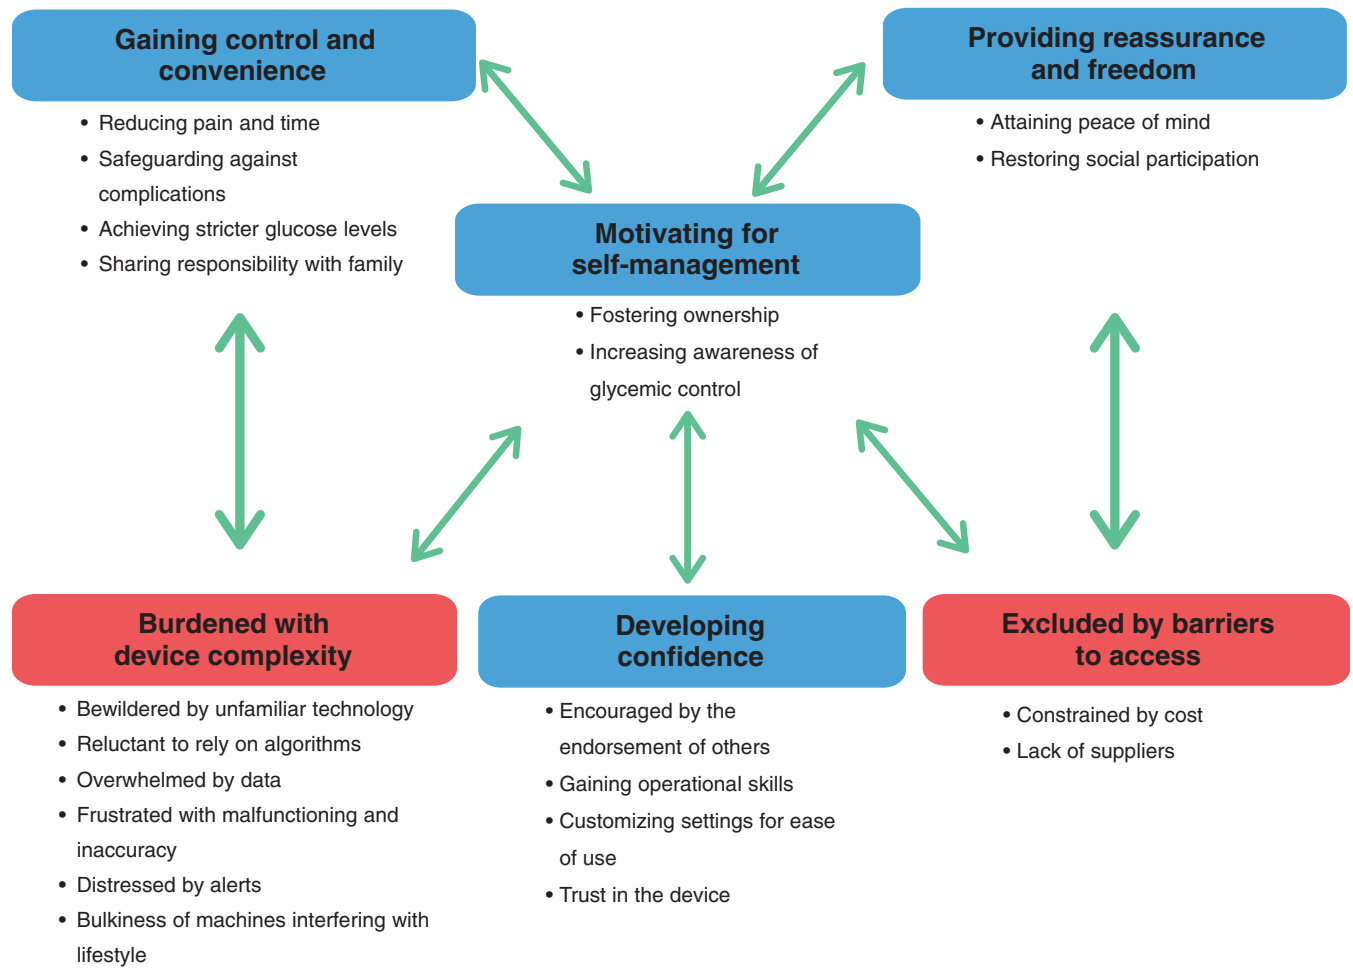 Gaining control and
convenience
• Reducing pain and time
• Safeguarding against
complications
• Achieving stricter glucose levels
• Sharing responsibility with family
Providing reassurance
and freedom
• Attaining peace of mind
• Restoring social participation
Motivating for
self-management
• Fostering ownership
• Increasing awareness of
glycemic control
Burdened with
device complexity
• Bewildered by unfamiliar technology
• Reluctant to rely on algorithms
• Overwhelmed by data
• Frustrated with malfunctioning and
inaccuracy
• Distressed by alerts
• Bulkiness of machines interfering with
lifestyle
Developing
confidence
• Encouraged by the
endorsement of others
• Gaining operational skills
• Customizing settings for ease
of use
• Trust in the device
Excluded by barriers
to access
• Constrained by cost
• Lack of suppliers